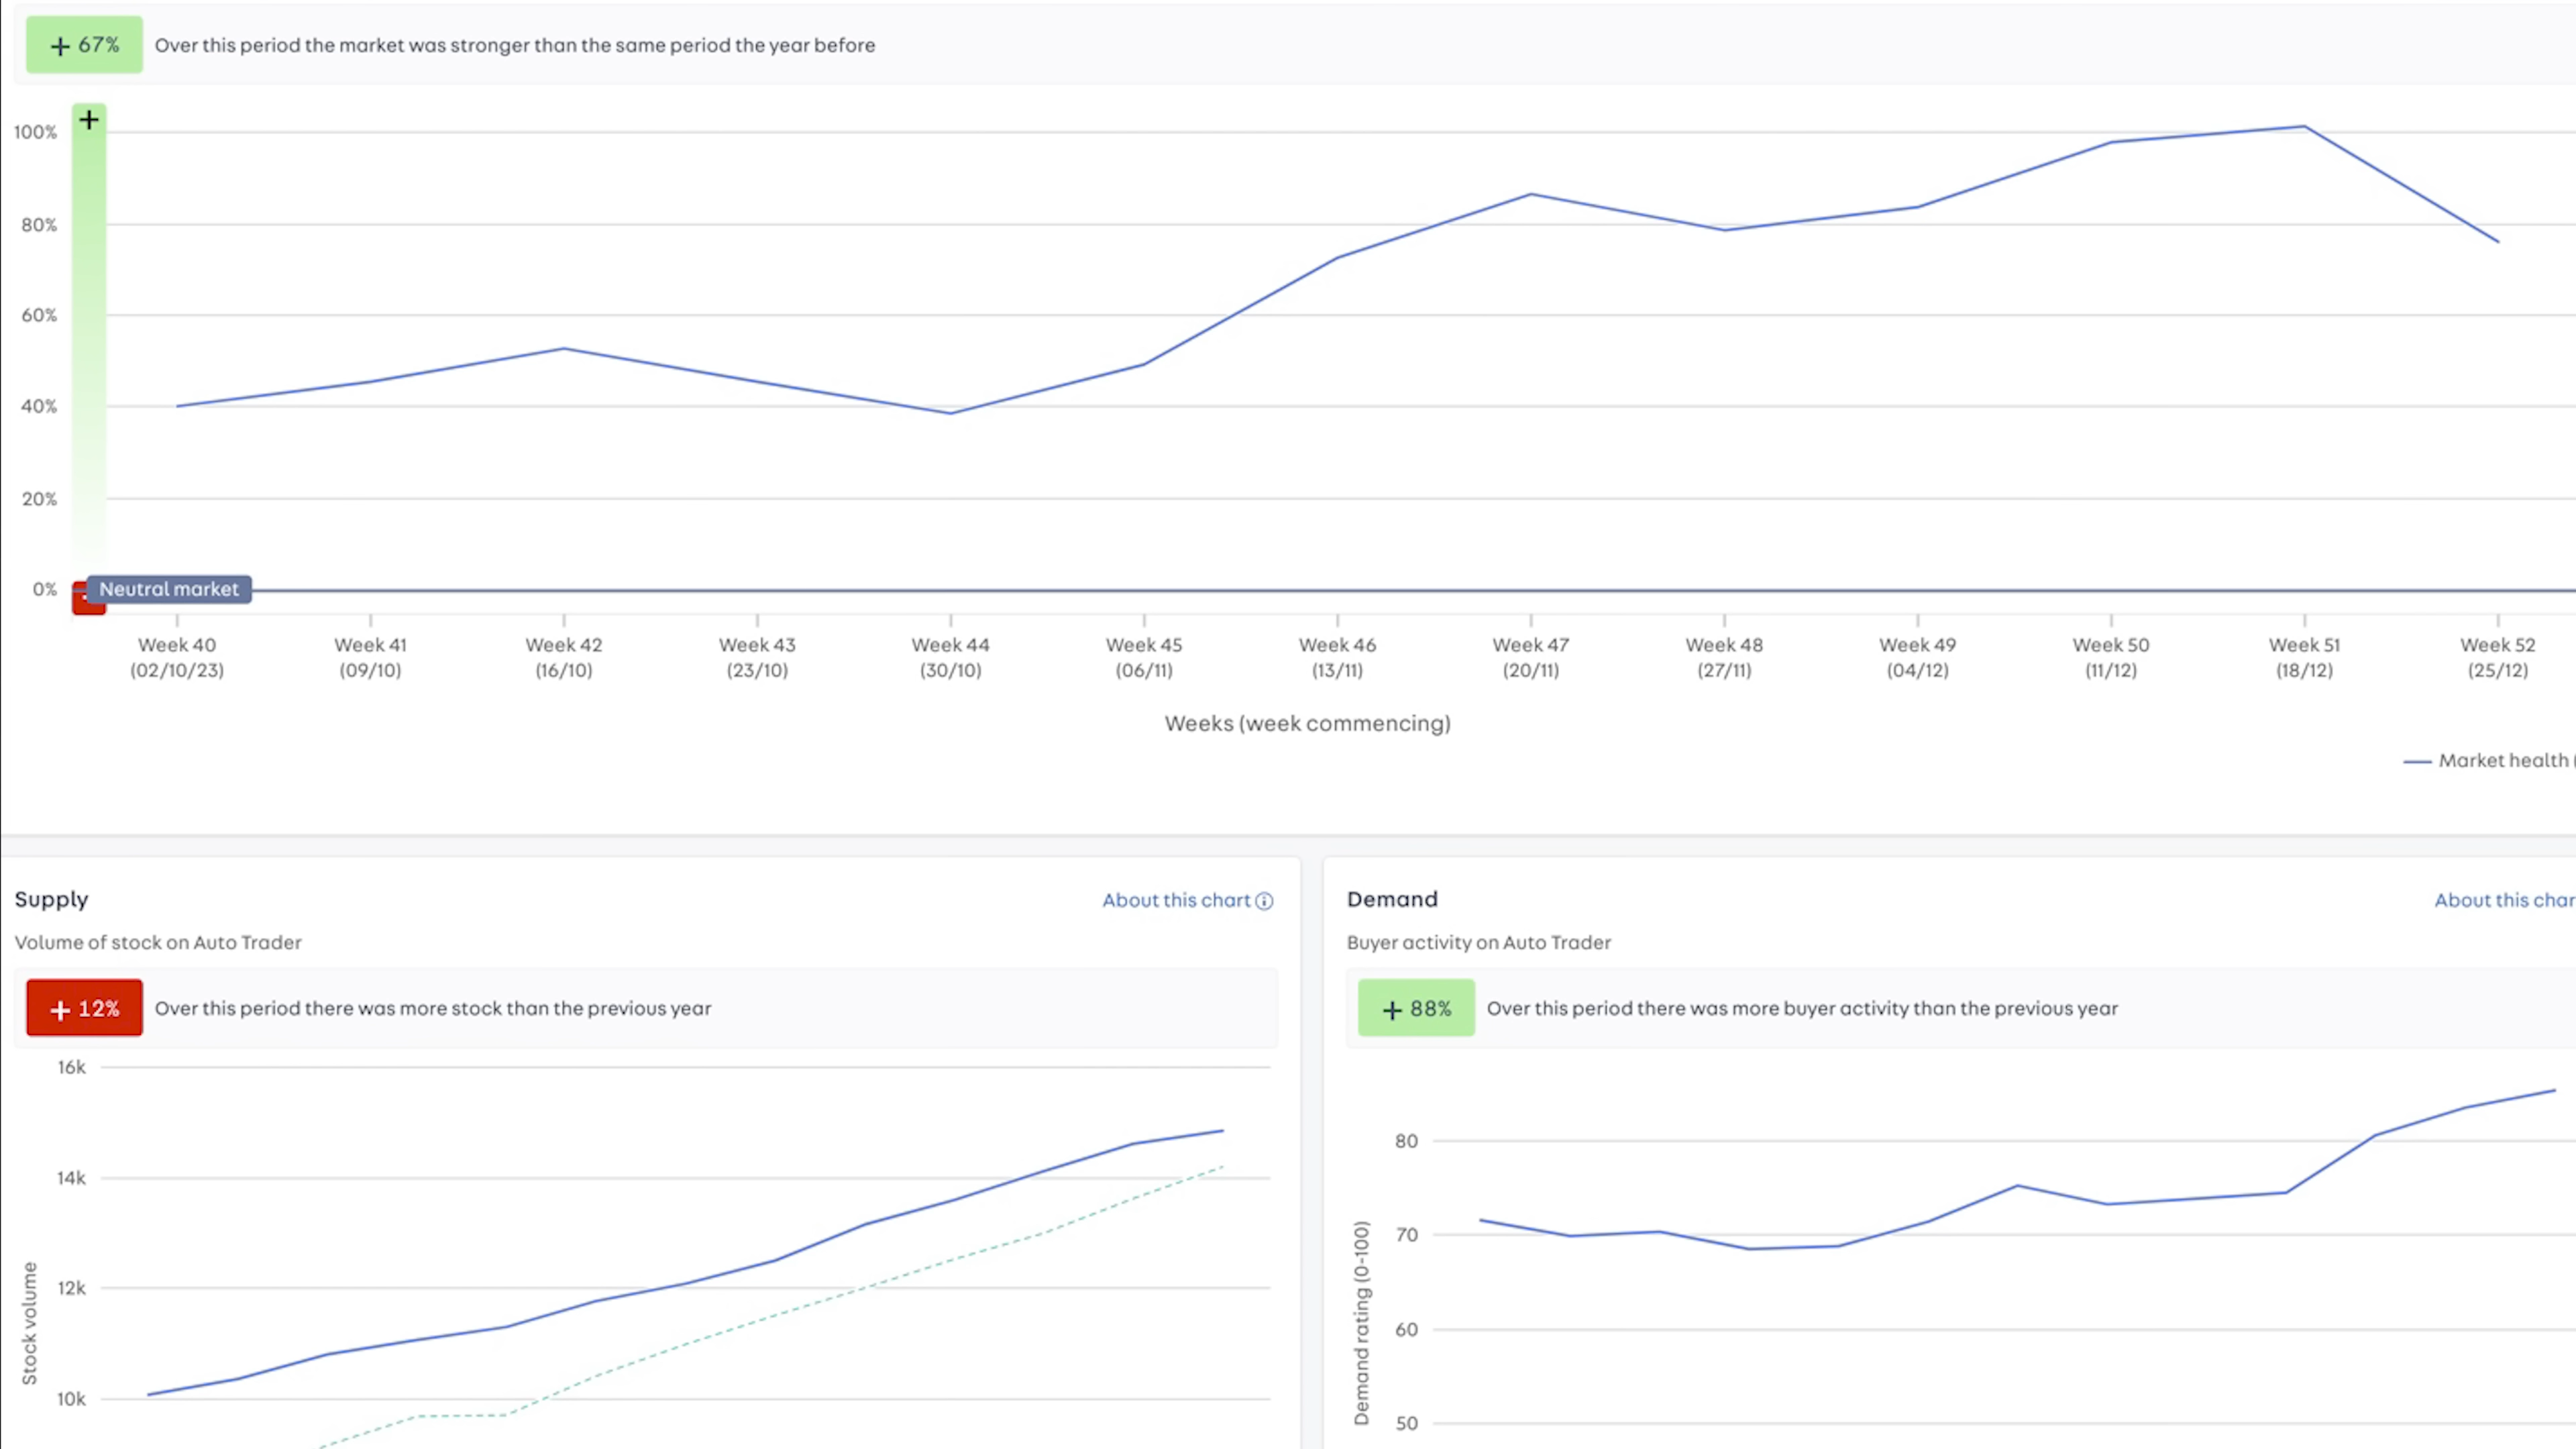 + 67% Over this period the market was stronger than the same period the year before
+
100%
80%
60%
40%
20%
0% Neutral market
Week 40 Week 41 Week 42 Week 43 Week 44 Week 45 Week 46 Week 47 Week 48 Week 49 Week 50 Week 51 Week 52
(02/10/23) (09/10) (16/10) (23/10) (30/10) (06/11) (13/11) (20/11) (27/11) (04/12) (11/12) (18/12) (25/12)
Weeks (week commencing)
Market health
Supply About this chart
Volume of stock on Auto Trader
+ 12% Over this period there was more stock than the previous year
16k
14k
12k
10k
Stock volume
Demand About this char
Buyer activity on Auto Trader
+ 88% Over this period there was more buyer activity than the previous year
80
70
60
50
Demand rating (0-100)